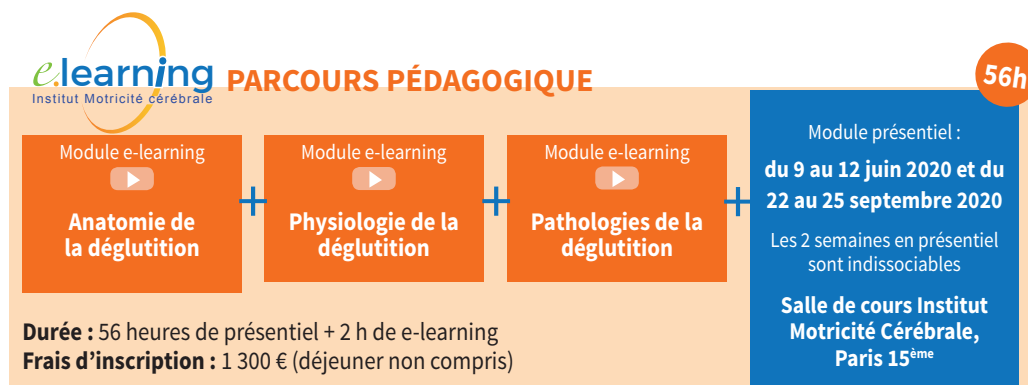 e.learning
Institut Motricité cérébrale
PARCOURS PÉDAGOGIQUE
56h
Module e-learning
Anatomie de
la déglutition
+
Module e-learning
Physiologie de la
déglutition
+
Module e-learning
Pathologies de la
déglutition
+
Module présentiel :
du 9 au 12 juin 2020 et du
22 au 25 septembre 2020
Les 2 semaines en présentiel
sont indissociables
Salle de cours Institut
Motricité Cérébrale,
Paris 15ème
Durée : 56 heures de présentiel + 2 h de e-learning
Frais d’inscription : 1 300 € (déjeuner non compris)